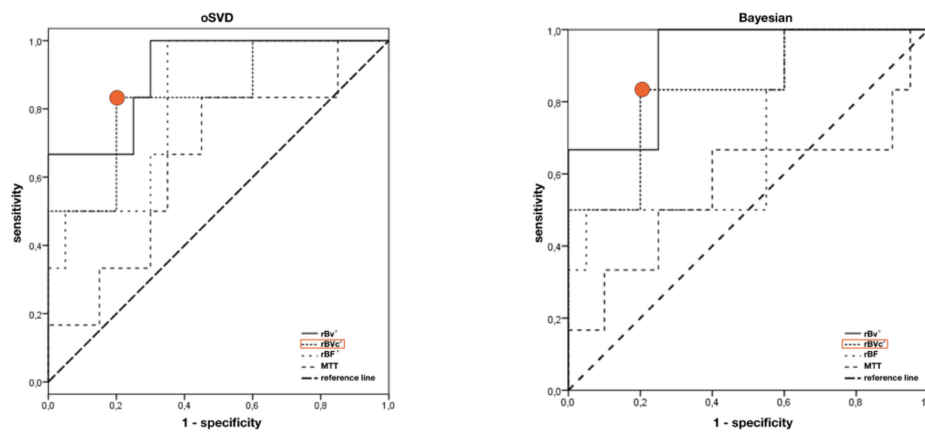 oSVD
1,0
0,8
0,6
0,4
0,2
0,0
sensitivity
rBv*
rBVc*
rBF *
MTT
reference line
0,0 0,2 0,4 0,6 0,8 1,0
1 - specificity
Bayesian
1,0
0,8
0,6
0,4
0,2
0,0
sensitivity
rBv*
rBVc*
rBF
MTT
reference line
0,0 0,2 0,4 0,6 0,8 1
1 - specificity